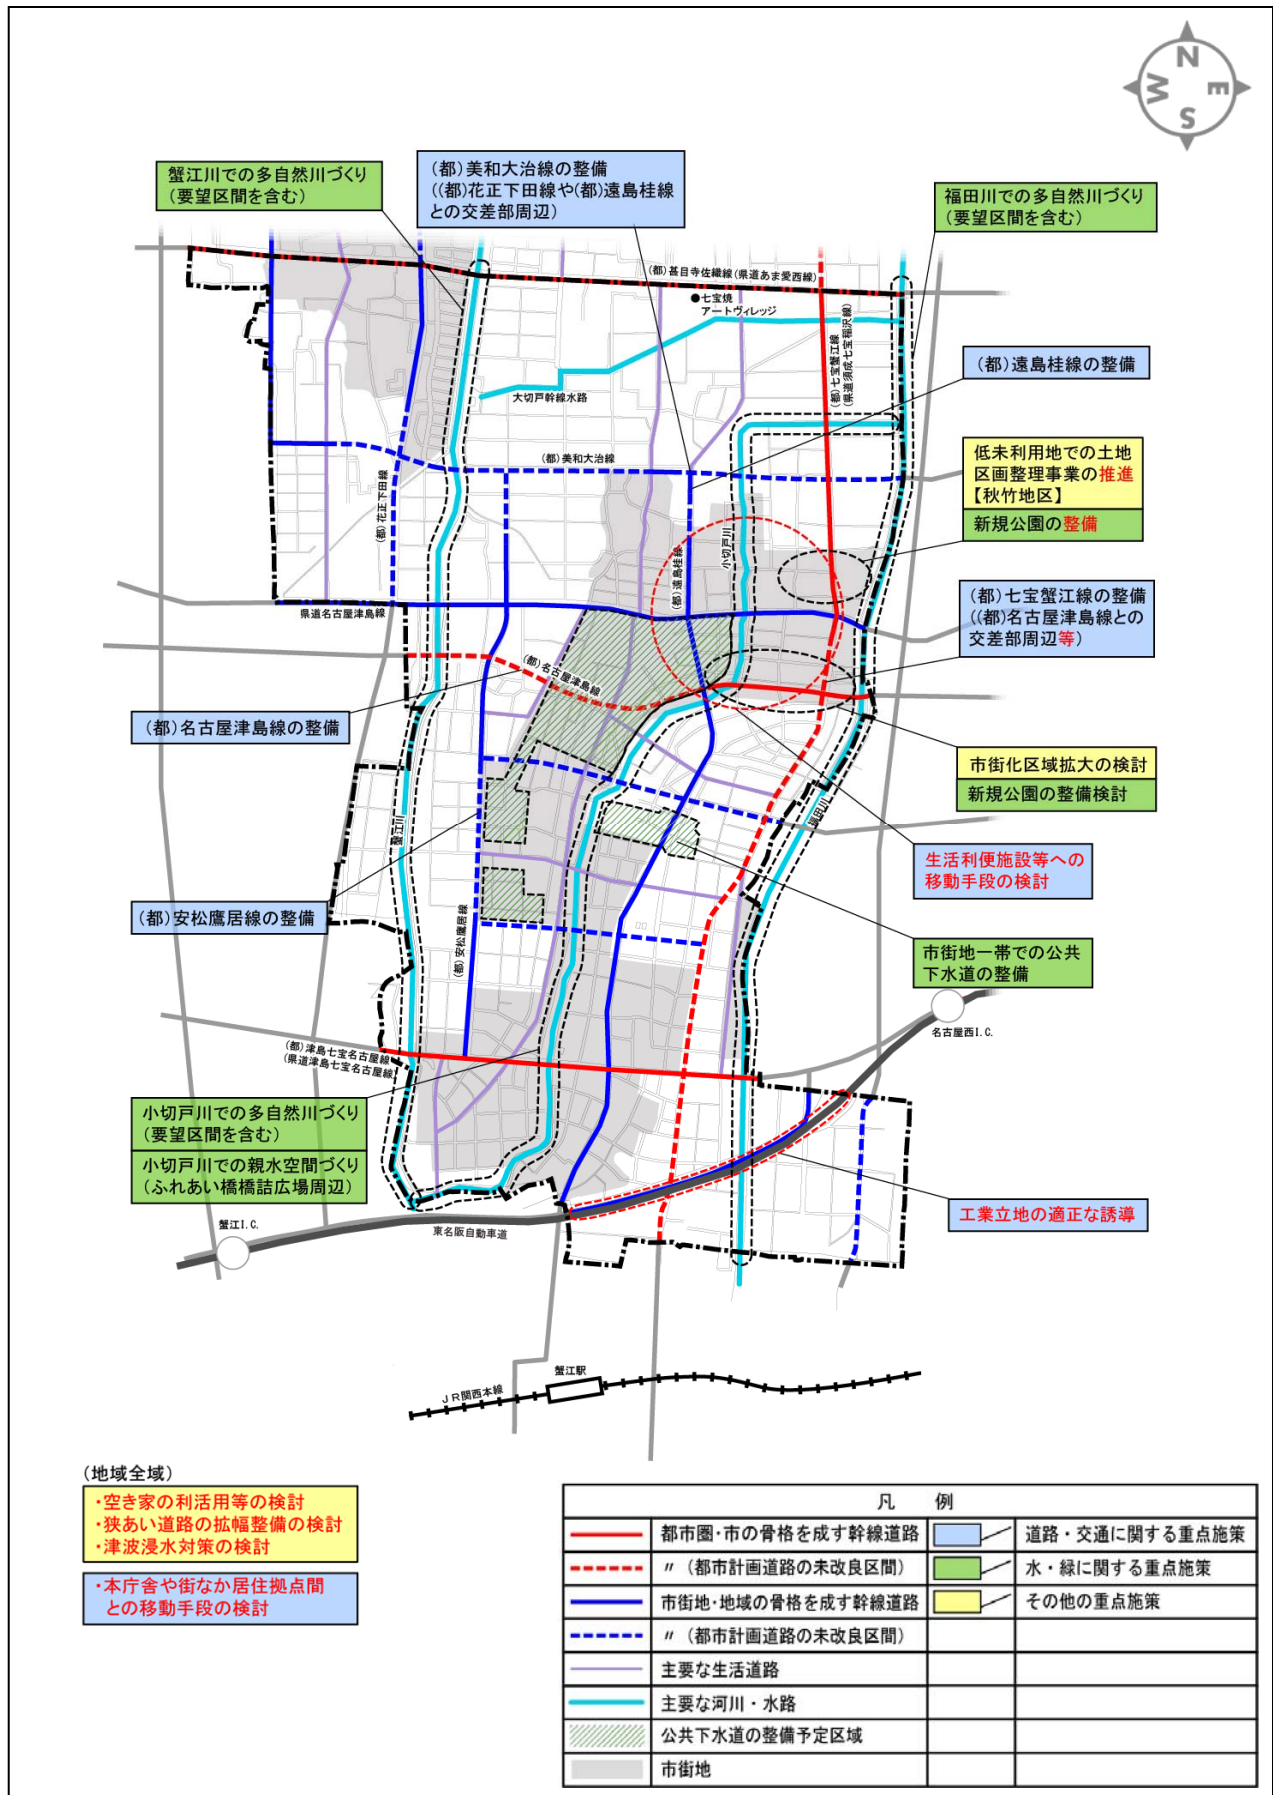 N
W
E
S
蟹江川での多自然川づくり
(要望区間を含む)
(都)美和大治線の整備
((都)花正下田線や(都)遠島桂線
との交差部周辺)
福田川での多自然川づくり
(要望区間を含む)
(都)甚目寺佐織線(県道あま愛西線)
●七宝焼
アートヴィレッジ
(都)七宝蟹江線
(県道須成七宝稲沢線)
(都)遠島桂線の整備
大切戸幹線水路
(都)美和大治線
低未利用地での土地
区画整理事業の推進
【秋竹地区】
新規公園の整備
(都)花正下田線
小切戸川
(都)遠島桂線
(都)七宝蟹江線の整備
((都)名古屋津島線との
交差部周辺等)
県道名古屋津島線
(都)名古屋津島線
(都)名古屋津島線の整備
市街化区域拡大の検討
新規公園の整備検討
蟹江川
福田川
生活利便施設等への
移動手段の検討
(都)安松鷹居線の整備
(都)安松鷹居線
市街地一帯での公共
下水道の整備
名古屋西I.C.
(都)津島七宝名古屋線
(県道津島七宝名古屋線)
小切戸川での多自然川づくり
(要望区間を含む)
小切戸川での親水空間づくり
(ふれあい橋橋詰広場周辺)
工業立地の適正な誘導
蟹江I.C.
東名阪自動車道
蟹江駅
JR関西本線
(地域全域)
・空き家の利活用等の検討
・狭あい道路の拡幅整備の検討
・津波浸水対策の検討
・本庁舎や街なか居住拠点間
との移動手段の検討
凡 例
都市圏・市の骨格を成す幹線道路
道路・交通に関する重点施策
〃(都市計画道路の未改良区間)
水・緑に関する重点施策
市街地・地域の骨格を成す幹線道路
その他の重点施策
〃(都市計画道路の未改良区間)
主要な生活道路
主要な河川・水路
公共下水道の整備予定区域
市街地